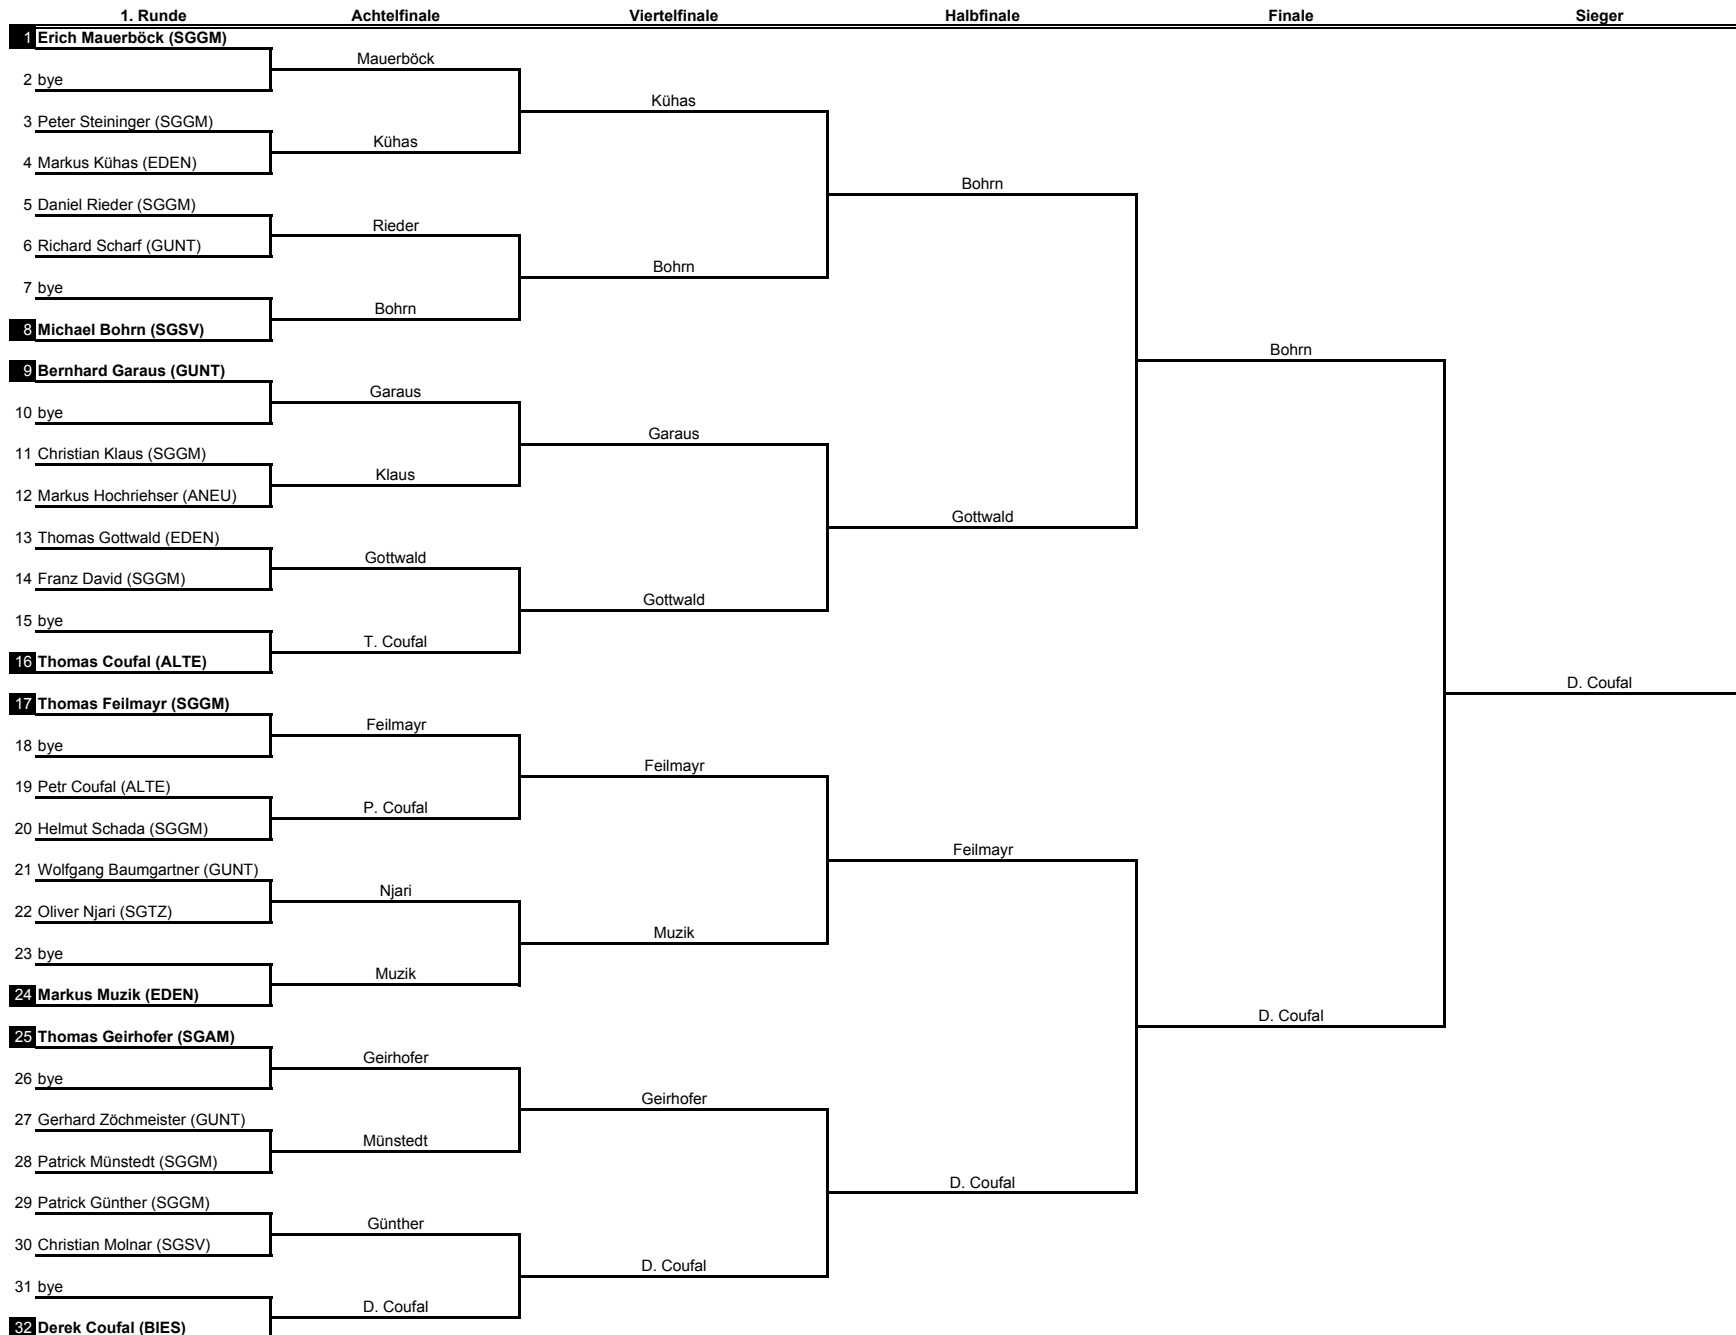 1. Runde Achtelfinale Viertelfinale Halbfinale Finale Sieger
1 Erich Mauerböck (SGGM)
Mauerböck
2 bye
Kühas
3 Peter Steininger (SGGM)
Kühas
4 Markus Kühas (EDEN)
Bohrn
5 Daniel Rieder (SGGM)
Rieder
6 Richard Scharf (GUNT)
Bohrn
7 bye
Bohrn
8 Michael Bohrn (SGSV)
Bohrn
9 Bernhard Garaus (GUNT)
Garaus
10 bye
Garaus
11 Christian Klaus (SGGM)
Klaus
12 Markus Hochriehser (ANEU)
Gottwald
13 Thomas Gottwald (EDEN)
Gottwald
14 Franz David (SGGM)
Gottwald
15 bye
T. Coufal
16 Thomas Coufal (ALTE)
D. Coufal
17 Thomas Feilmayr (SGGM)
Feilmayr
18 bye
Feilmayr
19 Petr Coufal (ALTE)
P. Coufal
20 Helmut Schada (SGGM)
Feilmayr
21 Wolfgang Baumgartner (GUNT)
Njari
22 Oliver Njari (SGTZ)
Muzik
23 bye
Muzik
24 Markus Muzik (EDEN)
D. Coufal
25 Thomas Geirhofer (SGAM)
Geirhofer
26 bye
Geirhofer
27 Gerhard Zöchmeister (GUNT)
Münstedt
28 Patrick Münstedt (SGGM)
D. Coufal
29 Patrick Günther (SGGM)
Günther
30 Christian Molnar (SGSV)
D. Coufal
31 bye
D. Coufal
32 Derek Coufal (BIES)